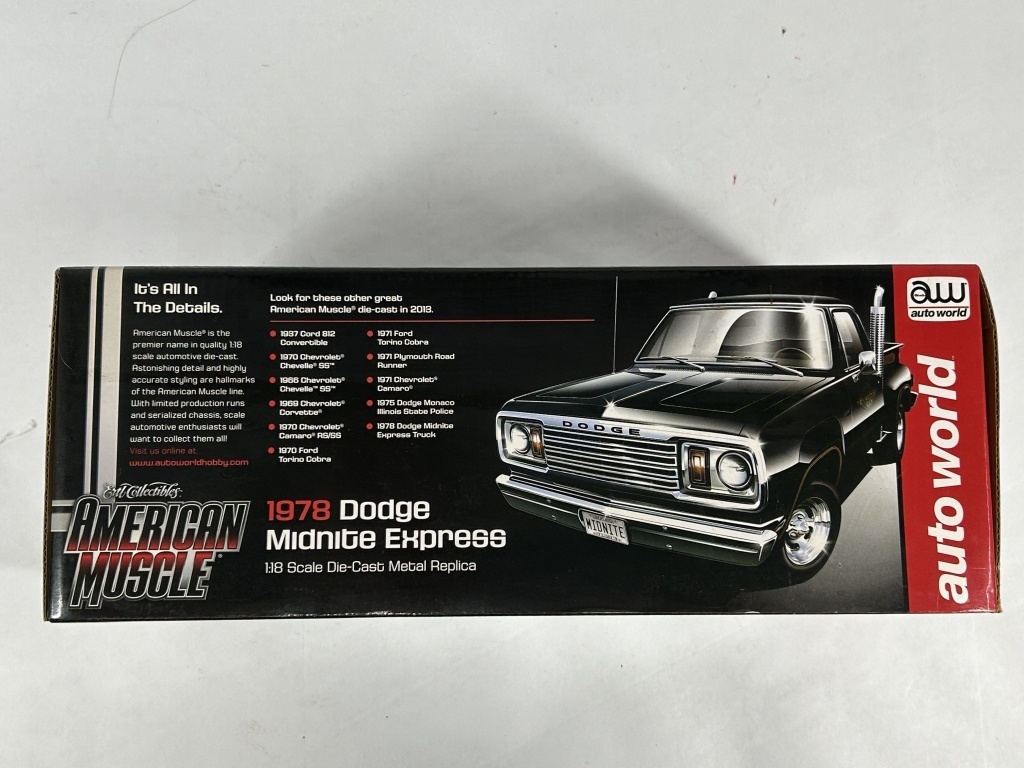 It's All In
The Details.
American Muscle® is the
premier name in quality 1:18
scale automotive die-cast.
Astonishing detail and highly
accurate styling are hallmarks
of the American Muscle line.
With limited production runs
and serialized chassis, scale
automotive enthusiasts will
want to collect them all!
Visit us online at:
www.autoworldhobby.com
Look for these other great
American Muscle® die-cast in 2013.
1937 Cord 812
Convertible
1970 Chevrolet®
Chevelle® SS™
1966 Chevrolet®
Chevelle™ SS™
1969 Chevrolet®
Corvette®
1970 Chevrolet®
Camaro® RS/SS
1970 Ford
Torino Cobra
1971 Ford
Torino Cobra
1971 Plymouth Road
Runner
1971 Chevrolet®
Camaro®
1975 Dodge Monaco
Illinois State Police
1978 Dodge Midnite
Express Truck
Ertl Collectibles
AMERICAN
MUSCLE®
1978 Dodge
Midnite Express
1:18 Scale Die-Cast Metal Replica
DODGE
MIDNITE
aw
auto world
auto world